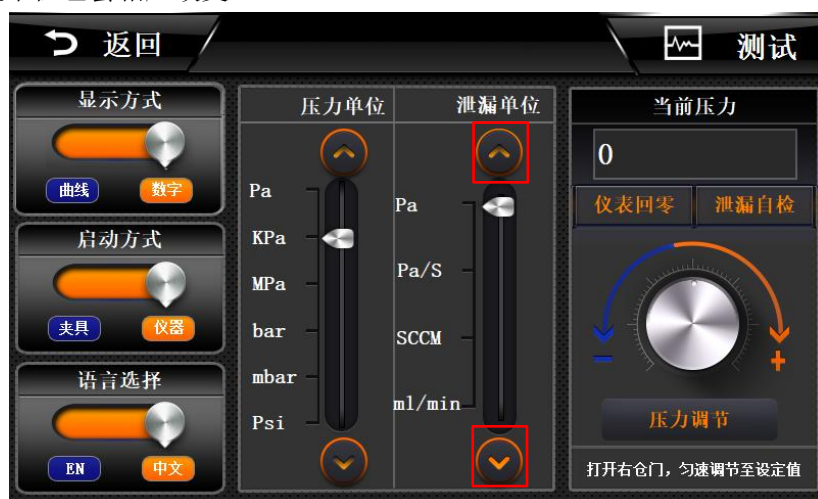 返回
测试
显示方式
曲线
数字
启动方式
夹具
仪器
语言选择
EN
中文
压力单位
Pa
KPa
MPa
bar
mbar
Psi
泄漏单位
Pa
Pa/S
SCCM
ml/min
当前压力
0
仪表回零
泄漏自检
压力调节
打开右仓门，匀速调节至设定值